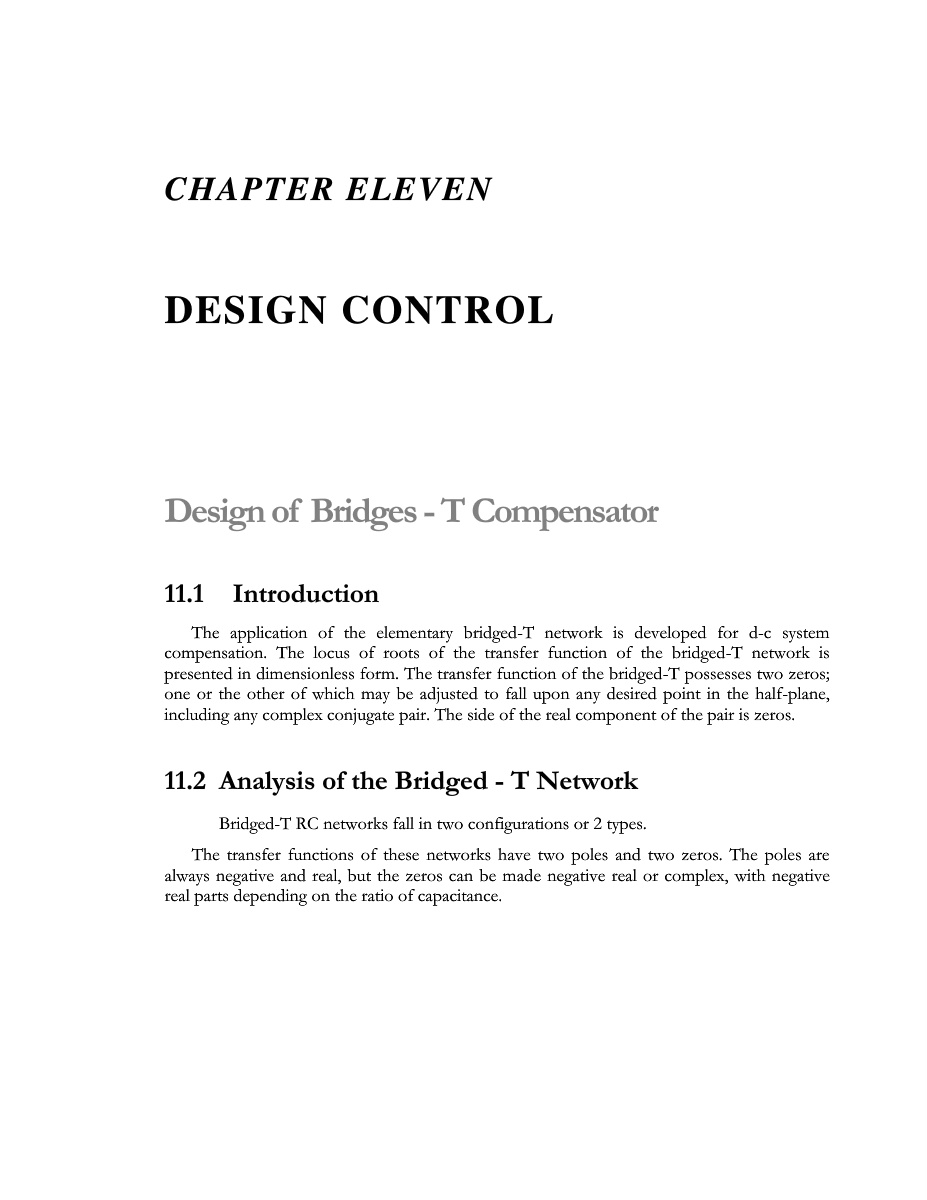 CHAPTER ELEVEN
DESIGN CONTROL
Design of Bridges - T Compensator
11.1 Introduction
The application of the elementary bridged-T network is developed for d-c system
compensation. The locus of roots of the transfer function of the bridged-T network is
presented in dimensionless form. The transfer function of the bridged-T possesses two zeros;
one or the other of which may be adjusted to fall upon any desired point in the half-plane,
including any complex conjugate pair. The side of the real component of the pair is zeros.
11.2 Analysis of the Bridged - T Network
Bridged-T RC networks fall in two configurations or 2 types.
The transfer functions of these networks have two poles and two zeros. The poles are
always negative and real, but the zeros can be made negative real or complex, with negative
real parts depending on the ratio of capacitance.